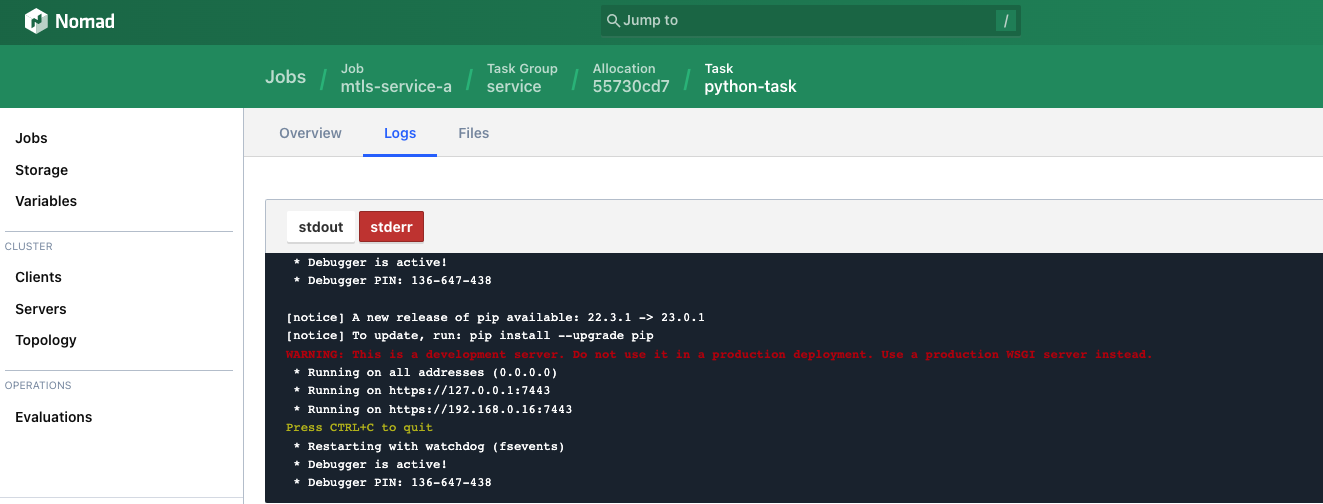 Nomad
Jump to /
Jobs / Job mtls-service-a / Task Group service / Allocation 55730cd7 / Task python-task
Jobs
Storage
Variables
CLUSTER
Clients
Servers
Topology
OPERATIONS
Evaluations
Overview Logs Files
stdout stderr
* Debugger is active!
* Debugger PIN: 136-647-438
[notice] A new release of pip available: 22.3.1 -> 23.0.1
[notice] To update, run: pip install --upgrade pip
WARNING: This is a development server. Do not use it in a production deployment. Use a production WSGI server instead.
* Running on all addresses (0.0.0.0)
* Running on https://127.0.0.1:7443
* Running on https://192.168.0.16:7443
Press CTRL+C to quit
* Restarting with watchdog (fsevents)
* Debugger is active!
* Debugger PIN: 136-647-438